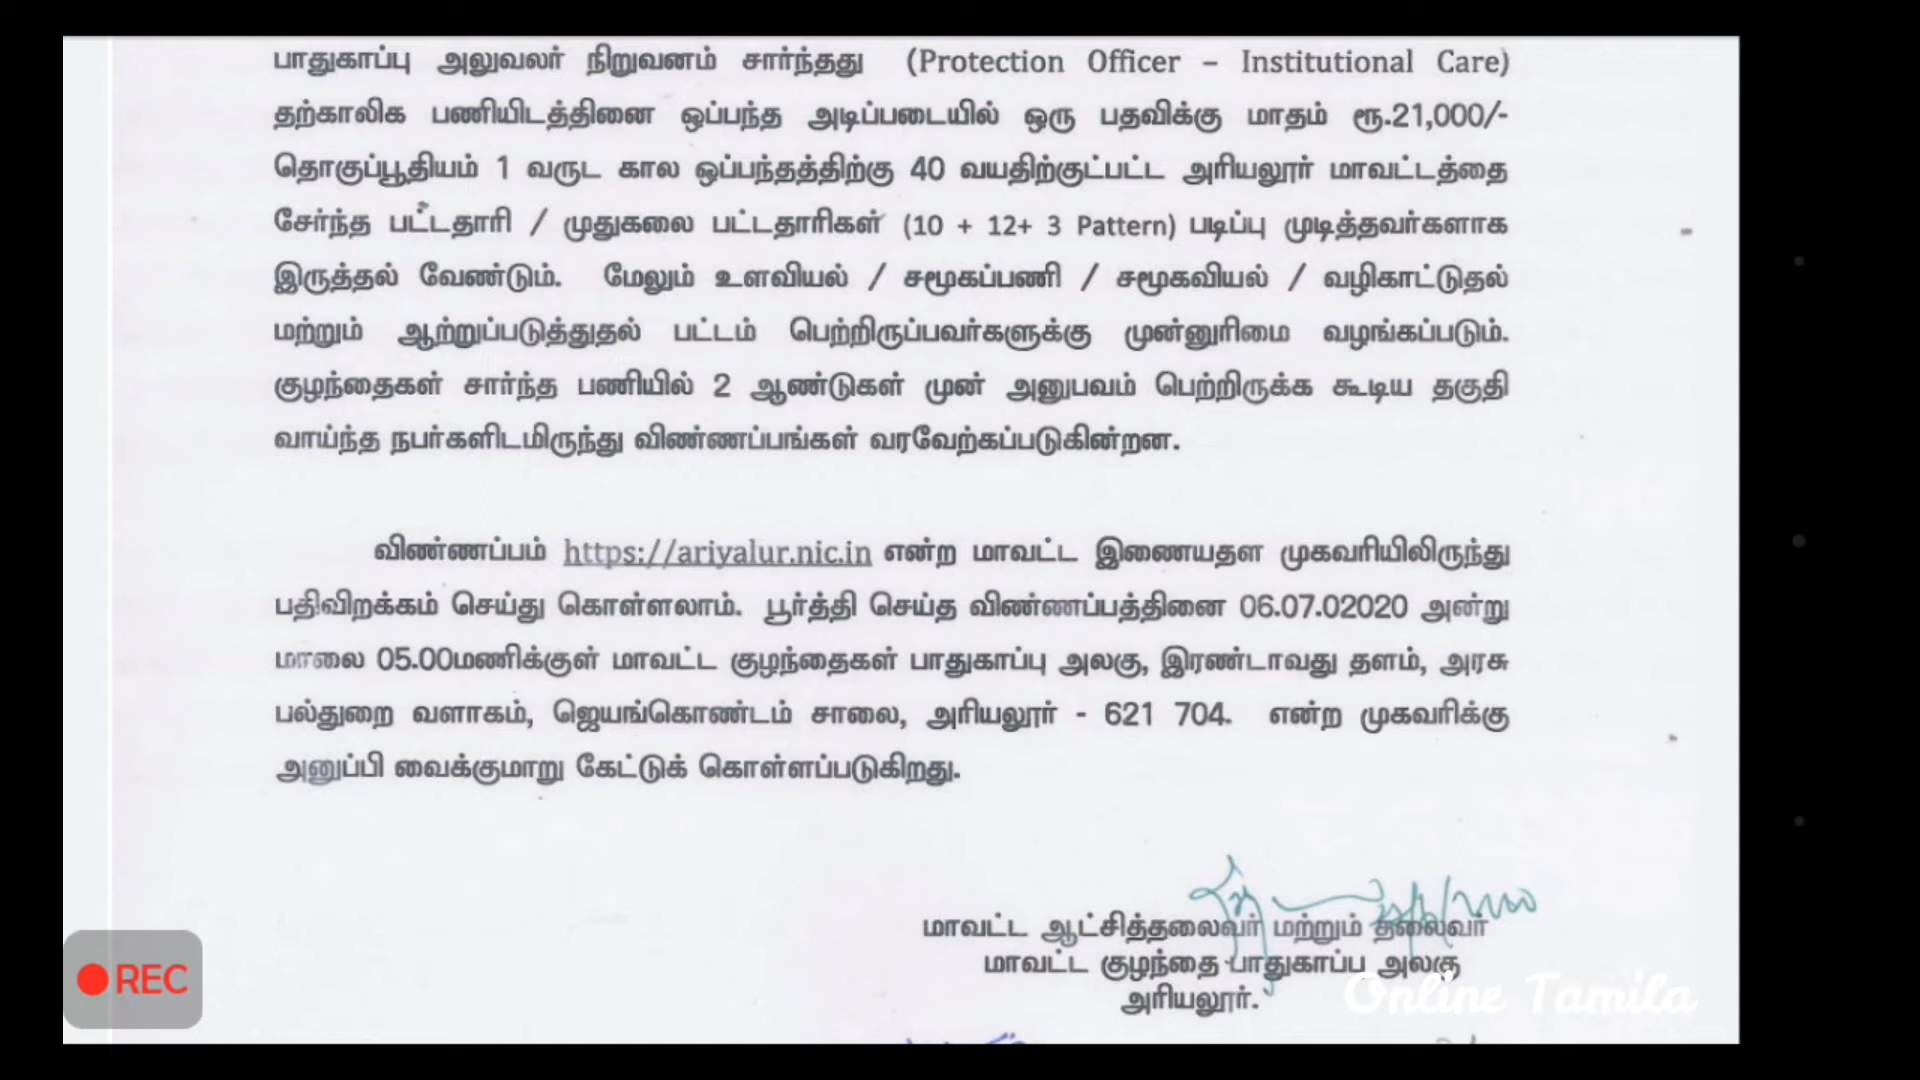 பாதுகாப்பு அலுவலர் நிறுவனம் சார்ந்தது (Protection Officer – Institutional Care)
தற்காலிக பணியிடத்தினை ஒப்பந்த அடிப்படையில் ஒரு பதவிக்கு மாதம் ரூ.21,000/-
தொகுப்பூதியம் 1 வருட கால ஒப்பந்தத்திற்கு 40 வயதிற்குட்பட்ட அரியலூர் மாவட்டத்தை
சேர்ந்த பட்டதாரி / முதுகலை பட்டதாரிகள் (10 + 12+ 3 Pattern) படிப்பு முடித்தவர்களாக
இருத்தல் வேண்டும். மேலும் உளவியல் / சமூகப்பணி / சமூகவியல் / வழிகாட்டுதல்
மற்றும் ஆற்றுப்படுத்துதல் பட்டம் பெற்றிருப்பவர்களுக்கு முன்னுரிமை வழங்கப்படும்.
குழந்தைகள் சார்ந்த பணியில் 2 ஆண்டுகள் முன் அனுபவம் பெற்றிருக்க கூடிய தகுதி
வாய்ந்த நபர்களிடமிருந்து விண்ணப்பங்கள் வரவேற்கப்படுகின்றன.
விண்ணப்பம் https://ariyalur.nic.in என்ற மாவட்ட இணையதள முகவரியிலிருந்து
பதிவிறக்கம் செய்து கொள்ளலாம். பூர்த்தி செய்த விண்ணப்பத்தினை 06.07.02020 அன்று
மாலை 05.00மணிக்குள் மாவட்ட குழந்தைகள் பாதுகாப்பு அலகு, இரண்டாவது தளம், அரசு
பல்துறை வளாகம், ஜெயங்கொண்டம் சாலை, அரியலூர் - 621 704. என்ற முகவரிக்கு
அனுப்பி வைக்குமாறு கேட்டுக் கொள்ளப்படுகிறது.
மாவட்ட ஆட்சித்தலைவர் மற்றும் தலைவர்
மாவட்ட குழந்தை பாதுகாப்பு அலகு
அரியலூர்.
REC
Online Tamila